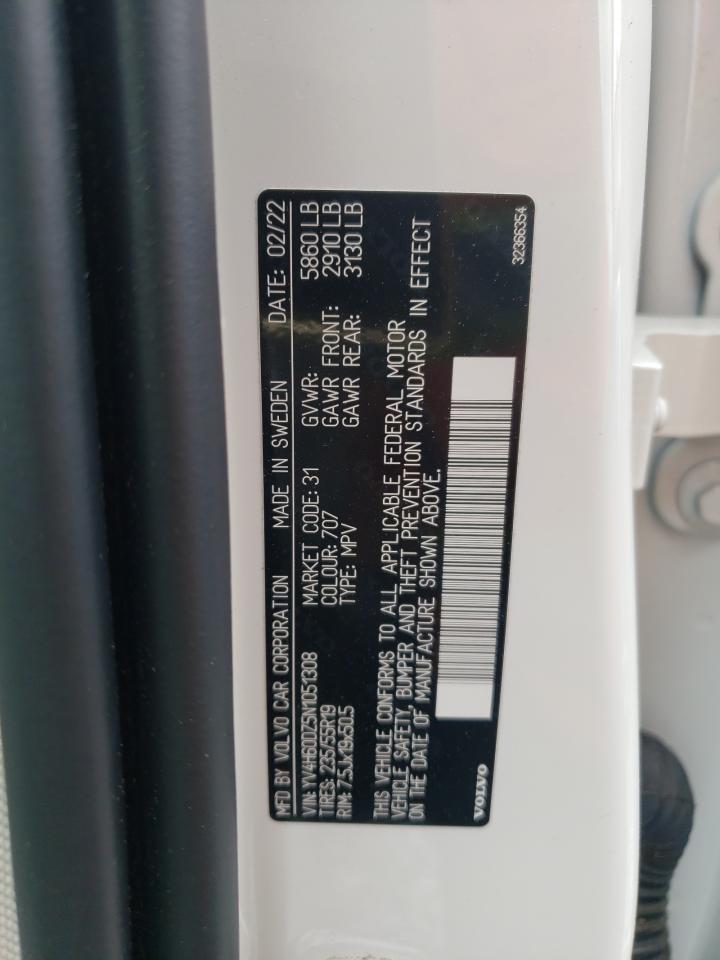 MFD BY VOLVO CAR CORPORATION MADE IN SWEDEN DATE: 02/22
VIN: YV4H60DZ5N1051308 MARKET CODE: 31 GVWR: 5860 LB
TIRES: 235/55R19 COLOUR: 707 GAWR FRONT: 2910 LB
RIM: 7.5Jx19x50.5 TYPE: MPV GAWR REAR: 3130 LB
THIS VEHICLE CONFORMS TO ALL APPLICABLE FEDERAL MOTOR
VEHICLE SAFETY, BUMPER AND THEFT PREVENTION STANDARDS IN EFFECT
ON THE DATE OF MANUFACTURE SHOWN ABOVE.
VOLVO 32366354